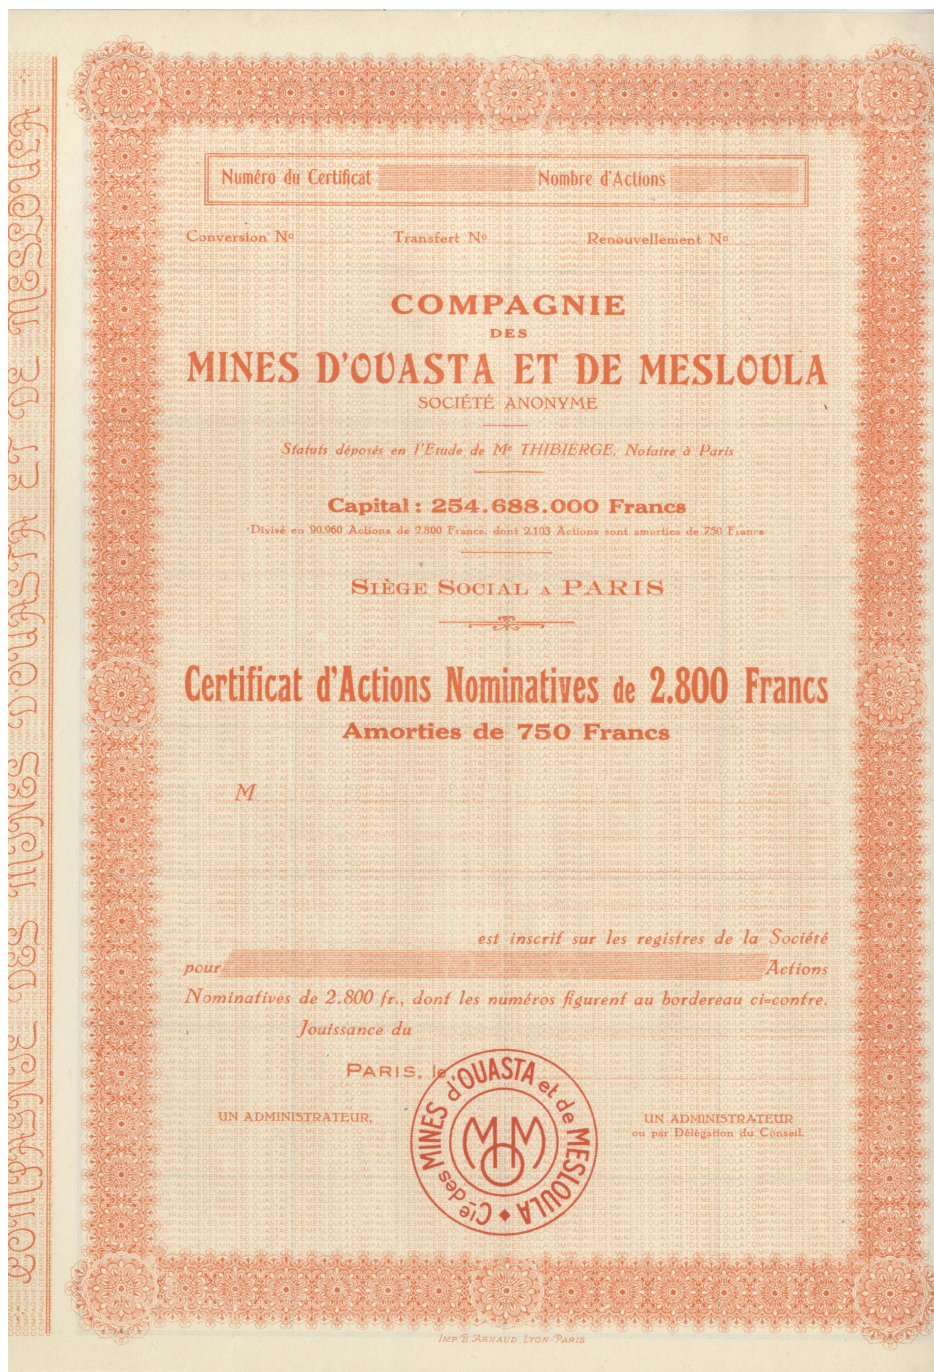 COMPAGNIE DES MINES D'OUASTA ET DE MESLOULA
Numéro du Certificat Nombre d'Actions
Conversion Nº Transfert Nº Renouvellement Nº
COMPAGNIE
DES
MINES D'OUASTA ET DE MESLOULA
SOCIÉTÉ ANONYME
Statuts déposés en l'Etude de Me THIBIERGE, Notaire à Paris
Capital : 254.688.000 Francs
Divisé en 90.960 Actions de 2.800 Francs, dont 2.103 Actions sont amorties de 750 Francs
SIÈGE SOCIAL A PARIS
Certificat d'Actions Nominatives de 2.800 Francs
Amorties de 750 Francs
M
est inscrit sur les registres de la Société
pour Actions
Nominatives de 2.800 fr., dont les numéros figurent au bordereau ci-contre.
Jouissance du
PARIS, le
UN ADMINISTRATEUR,
UN ADMINISTRATEUR
ou par Délégation du Conseil.
Cie des MINES d'OUASTA et de MESLOULA
MOM
IMP. B. ARNAUD. LYON-PARIS